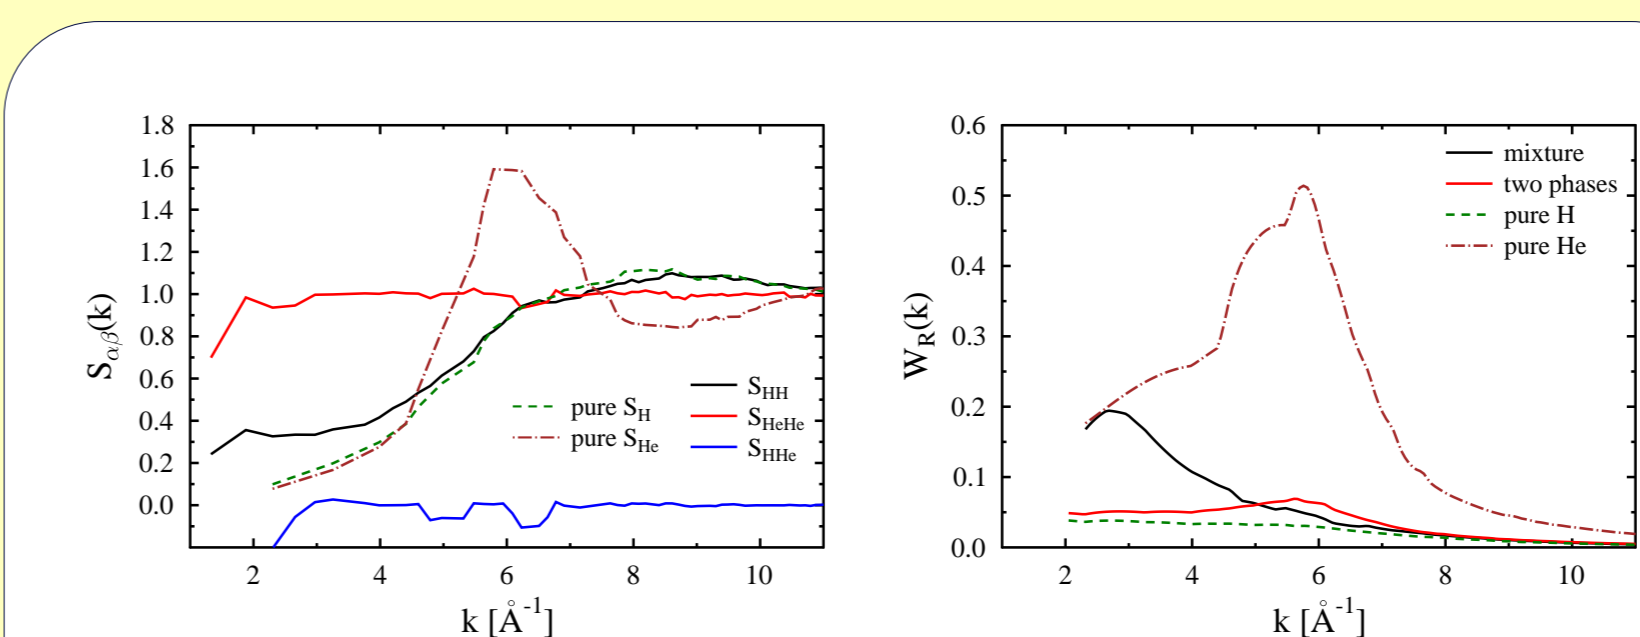 1.8
1.6
1.4
1.2
1.0
0.8
0.6
0.4
0.2
0.0
S_αβ(k)
2 4 6 8 10
k [Å⁻¹]
pure S_H
pure S_He
S_HH
S_HeHe
S_HHe
0.6
0.5
0.4
0.3
0.2
0.1
0.0
W_R(k)
2 4 6 8 10
k [Å⁻¹]
mixture
two phases
pure H
pure He